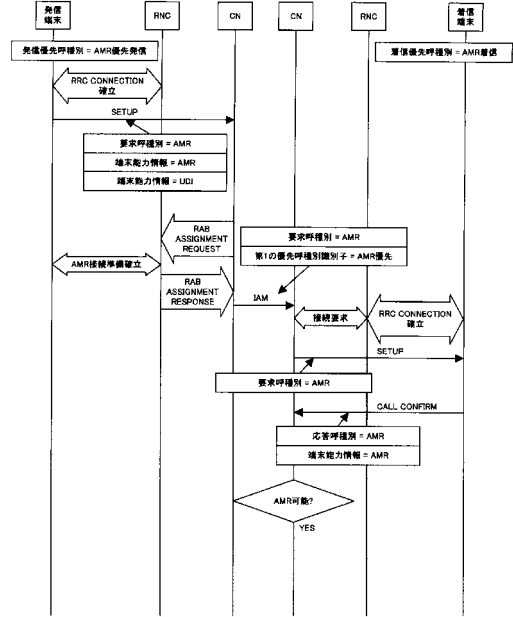 発信
端末
RNC
CN
CN
RNC
着信
端末
発信優先呼種別 = AMR優先発信
着信優先呼種別 = AMR着信
RRC CONNECTION
確立
SETUP
要求呼種別 = AMR
端末能力情報 = AMR
端末能力情報 = UDI
RAB
ASSIGNMENT
REQUEST
要求呼種別 = AMR
第1の優先呼種別識別子 = AMR優先
AMR接続準備確立
RAB
ASSIGNMENT
RESPONSE
IAM
接続要求
RRC CONNECTION
確立
SETUP
要求呼種別 = AMR
CALL CONFIRM
応答呼種別 = AMR
端末能力情報 = AMR
AMR可能?
YES